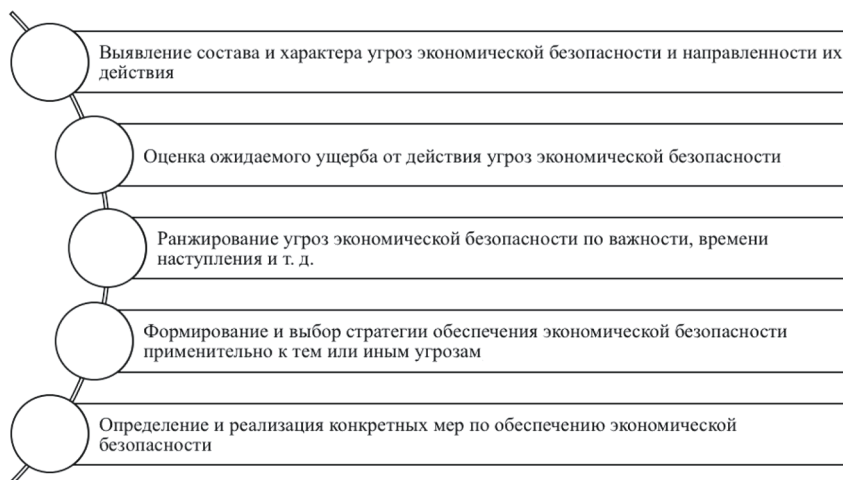 Выявление состава и характера угроз экономической безопасности и направленности их
действия
Оценка ожидаемого ущерба от действия угроз экономической безопасности
Ранжирование угроз экономической безопасности по важности, времени
наступления и т. д.
Формирование и выбор стратегии обеспечения экономической безопасности
применительно к тем или иным угрозам
Определение и реализация конкретных мер по обеспечению экономической
безопасности